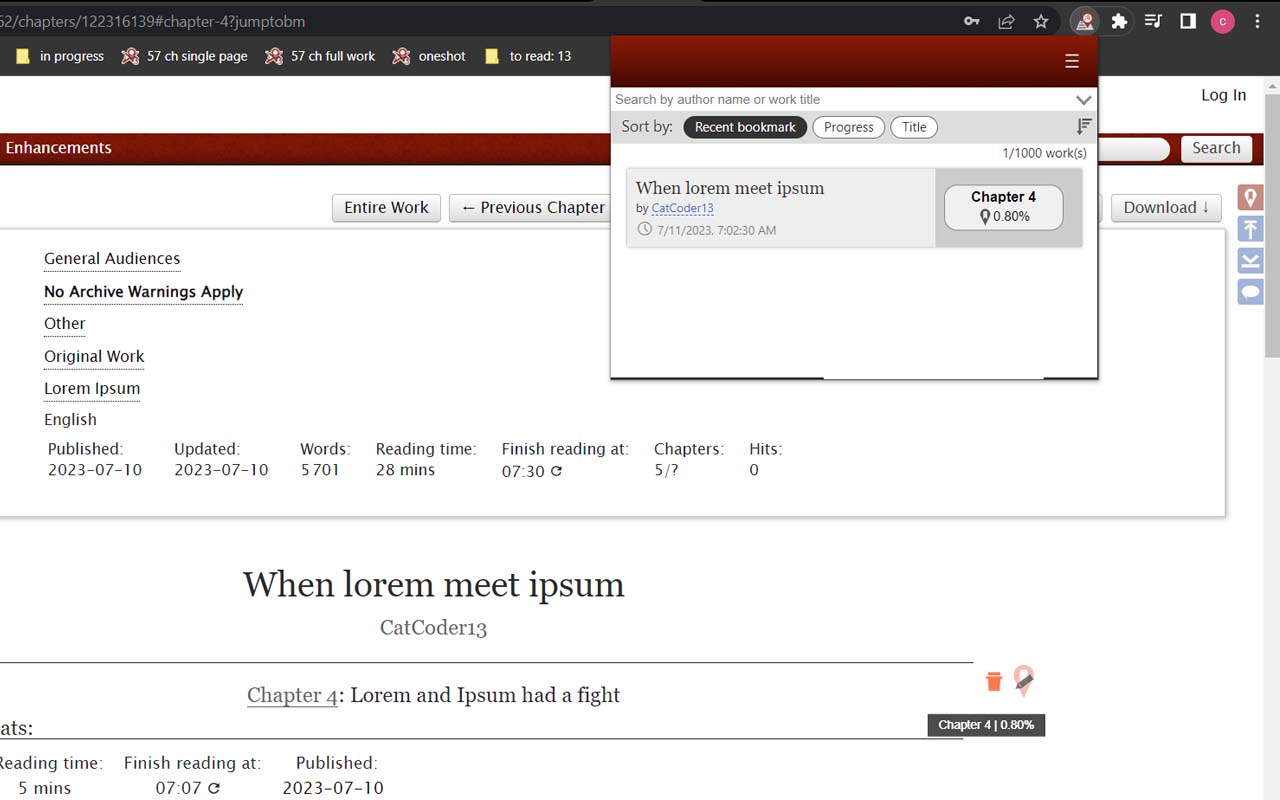 62/chapters/122316139#chapter-4?jumptobm
c
in progress
57 ch single page
57 ch full work
oneshot
to read: 13
Log In
Search by author name or work title
Sort by:
Recent bookmark
Progress
Title
Enhancements
Search
1/1000 work(s)
When lorem meet ipsum
by CatCoder13
7/11/2023, 7:02:30 AM
Chapter 4
0.80%
Entire Work
← Previous Chapter
Download ↓
General Audiences
No Archive Warnings Apply
Other
Original Work
Lorem Ipsum
English
Published: Updated: Words: Reading time: Finish reading at: Chapters: Hits:
2023-07-10 2023-07-10 5701 28 mins 07:30 5/? 0
When lorem meet ipsum
CatCoder13
Chapter 4: Lorem and Ipsum had a fight
Chapter 4 | 0.80%
ats:
Reading time: Finish reading at: Published:
5 mins 07:07 2023-07-10